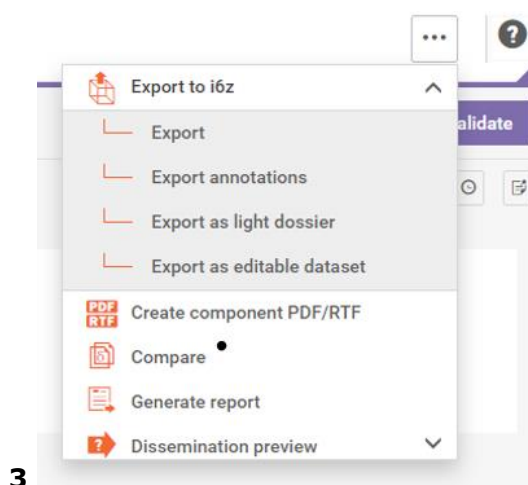 ...
?
Export to i6z
alidate
Export
Export annotations
Export as light dossier
Export as editable dataset
PDF
RTF
Create component PDF/RTF
Compare
Generate report
?
Dissemination preview
3